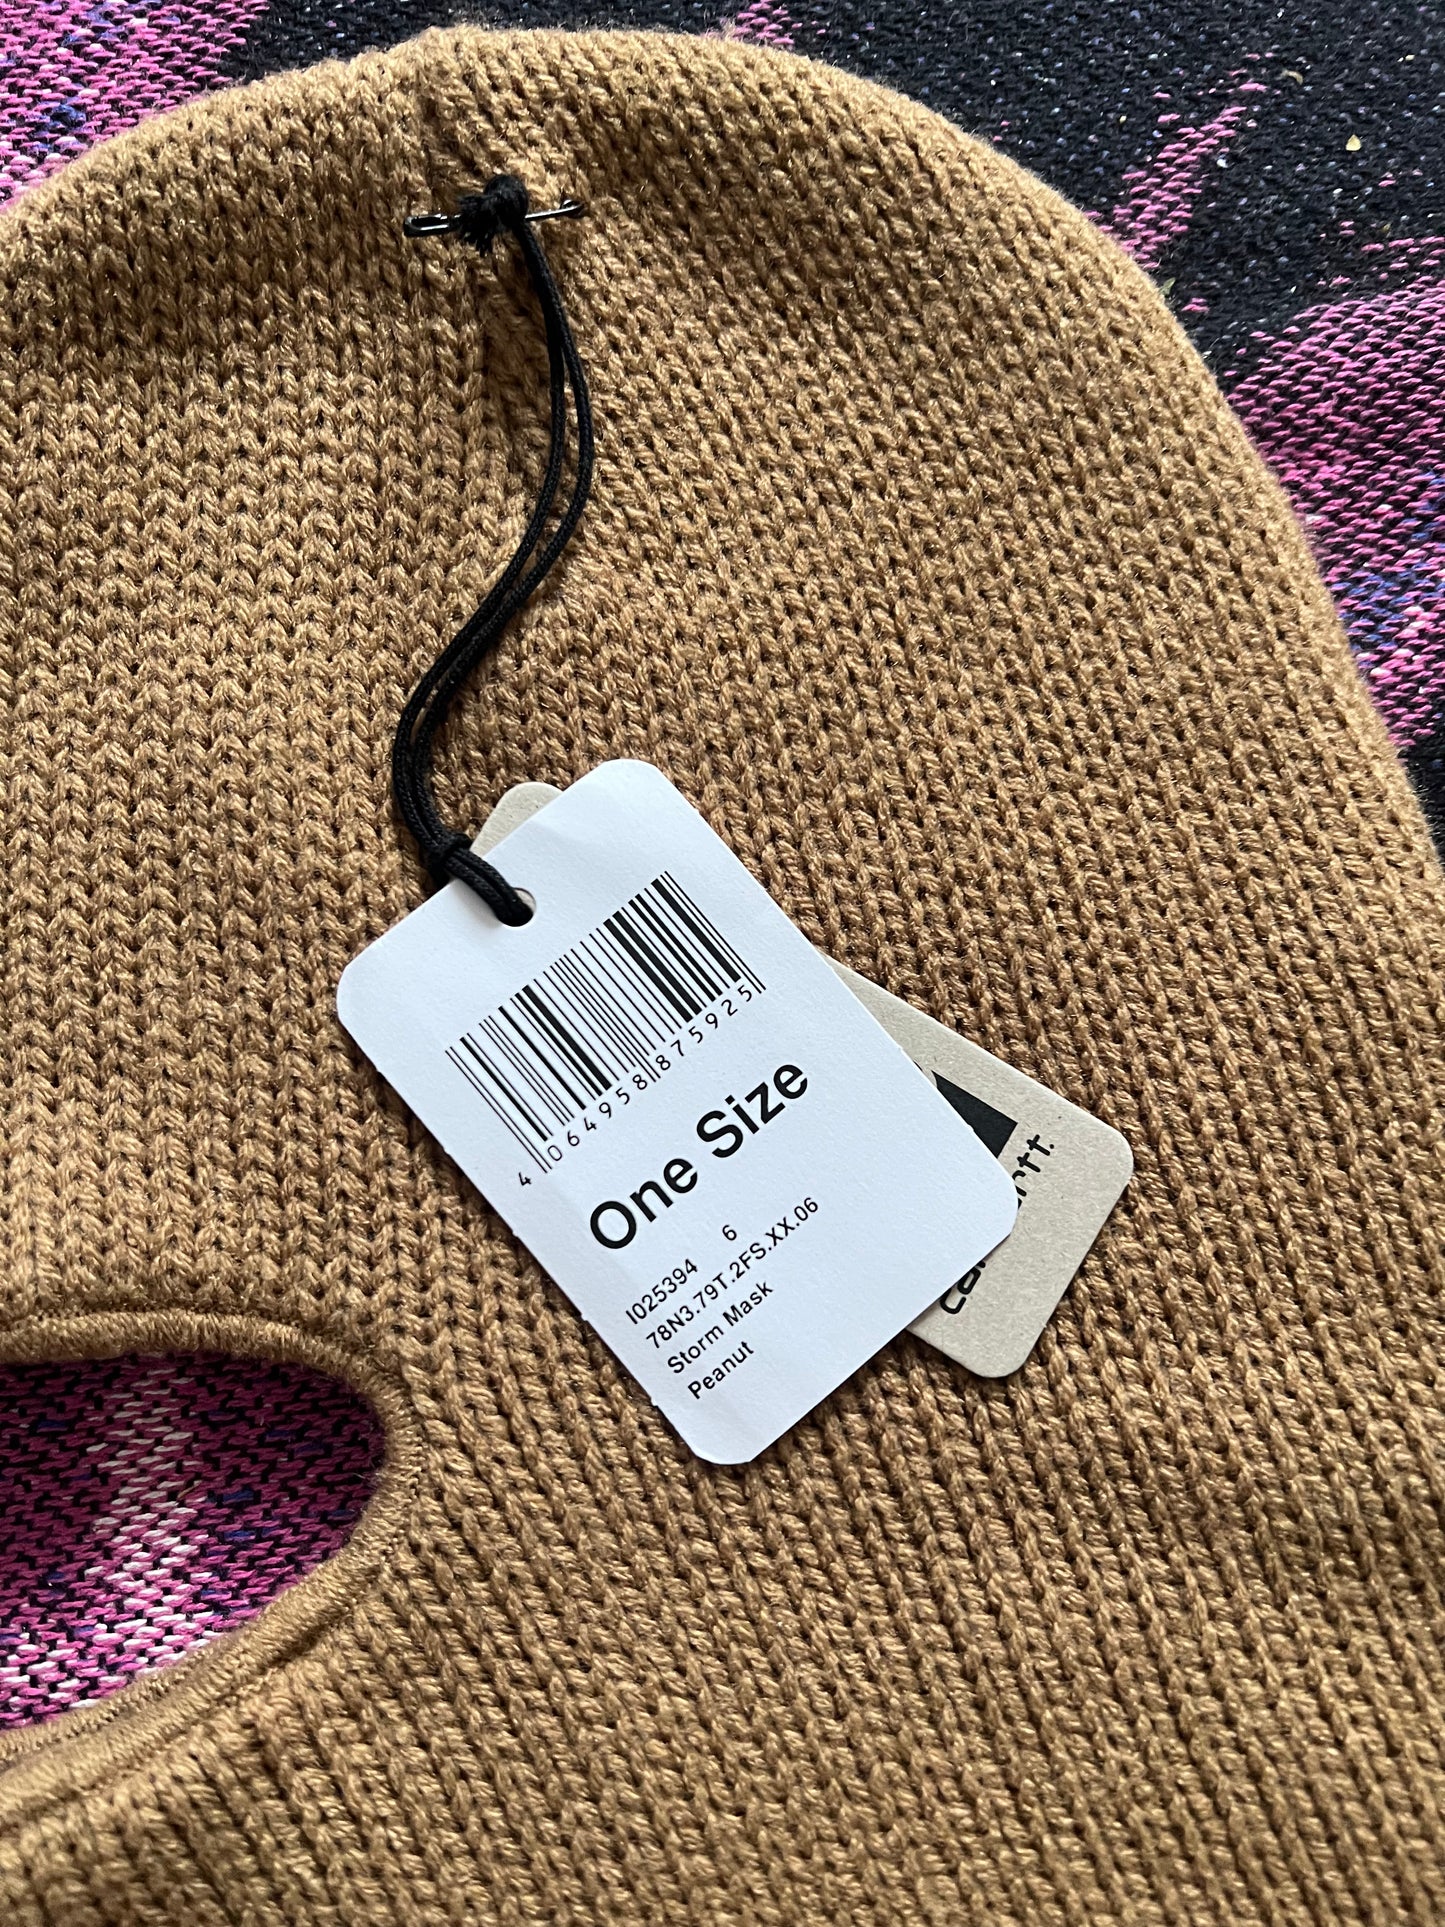 4 064958 875925
One Size
I025394 6
78N3.79T.2FS.XX.06
Storm Mask
Peanut